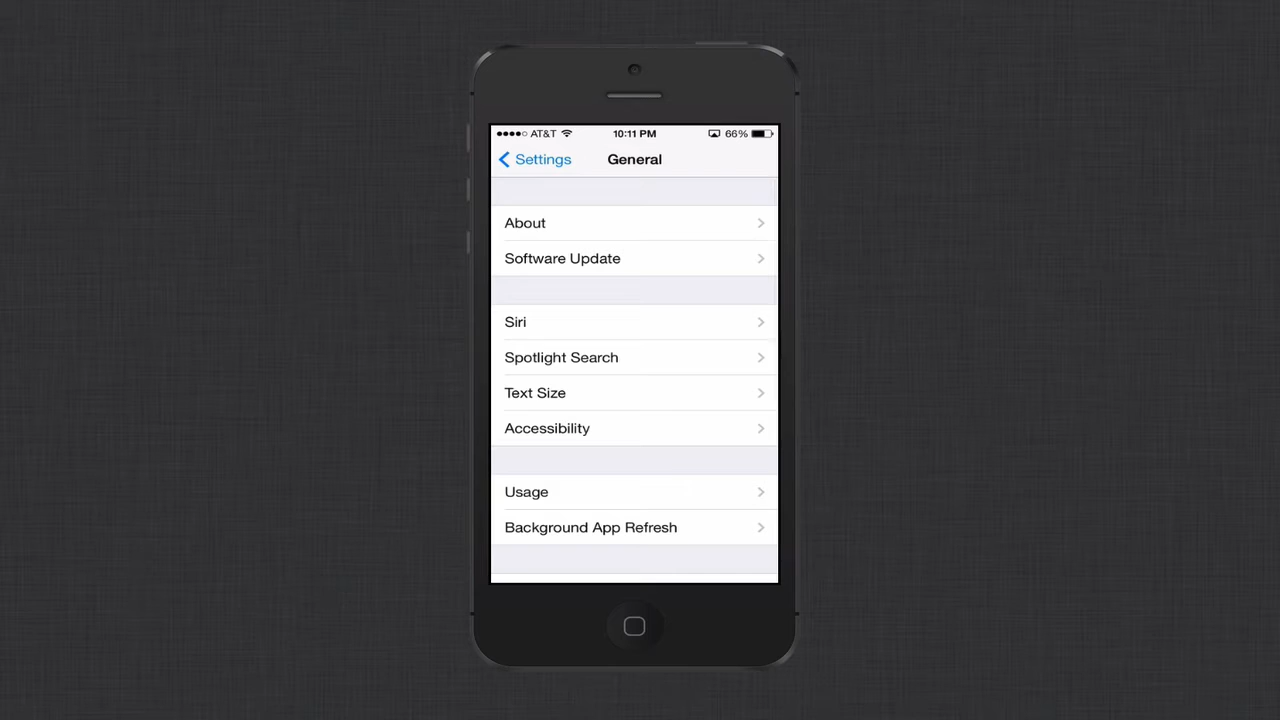 AT&T 10:11 PM 66%
Settings General
About
Software Update
Siri
Spotlight Search
Text Size
Accessibility
Usage
Background App Refresh